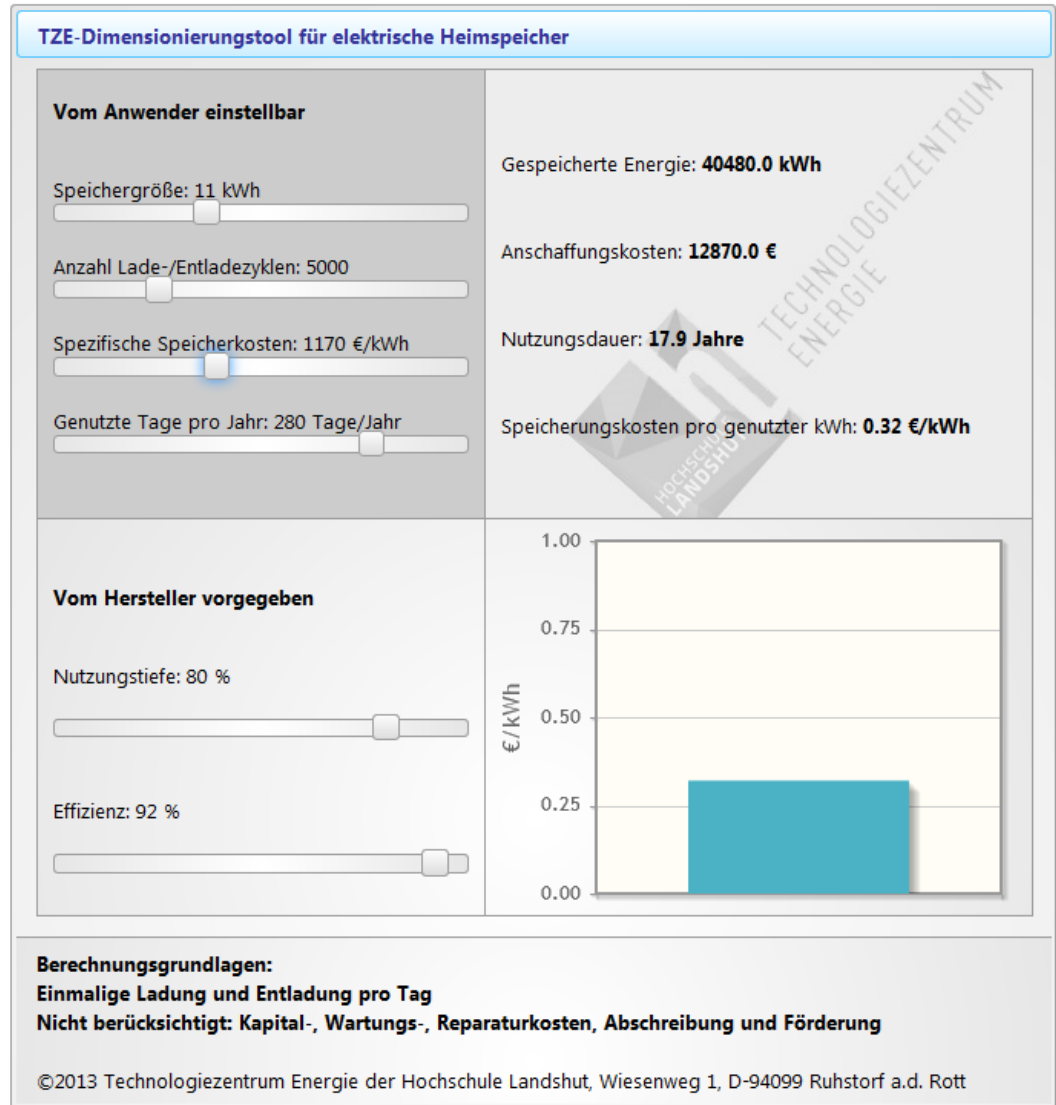 TZE-Dimensionierungstool für elektrische Heimspeicher
Vom Anwender einstellbar
Speichergröße: 11 kWh
Anzahl Lade-/Entladezyklen: 5000
Spezifische Speicherkosten: 1170 €/kWh
Genutzte Tage pro Jahr: 280 Tage/Jahr
Gespeicherte Energie: 40480.0 kWh
Anschaffungskosten: 12870.0 €
Nutzungsdauer: 17.9 Jahre
Speicherungskosten pro genutzter kWh: 0.32 €/kWh
TECHNOLOGIEZENTRUM
ENERGIE
HOCHSCHULE
LANDSHUT
Vom Hersteller vorgegeben
Nutzungstiefe: 80 %
Effizienz: 92 %
€/kWh
1.00
0.75
0.50
0.25
0.00
Berechnungsgrundlagen:
Einmalige Ladung und Entladung pro Tag
Nicht berücksichtigt: Kapital-, Wartungs-, Reparaturkosten, Abschreibung und Förderung
©2013 Technologiezentrum Energie der Hochschule Landshut, Wiesenweg 1, D-94099 Ruhstorf a.d. Rott